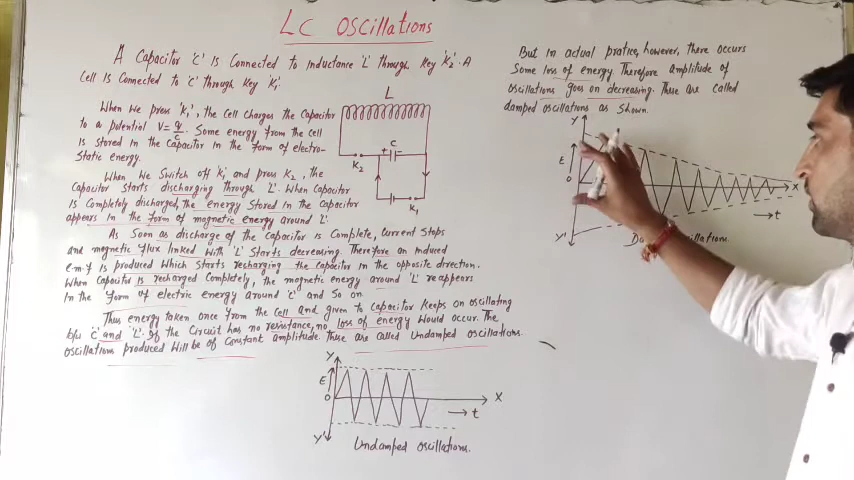 LC OSCILLATIONS
A Capacitor 'C' Is Connected to Inductance 'L' through Key 'K2'. A
Cell Is Connected to 'C' through Key 'K1'.
When we press 'K1', the Cell charges the Capacitor
to a potential V= q/c. Some energy from the Cell
Is stored In the Capacitor In the form of electro-
Static energy.
When We Switch off 'K1' and press K2, the
Capacitor Starts discharging through 'L'. When Capacitor
Is Completely discharged, the energy Stored In the Capacitor
appears In the form of magnetic energy around 'L'.
As Soon as discharge of the Capacitor Is Complete, current Stops
and magnetic flux linked with 'L' Starts decreasing. Therefore an Induced
e.m.f Is produced Which Starts recharging the Capacitor In the opposite direction.
When Capacitor Is recharged Completely, the magnetic energy around 'L' reappears
In the form of electric energy around 'C' and So on
Thus energy taken once from the Cell and given to Capacitor Keeps on oscillating
b/w 'C' and 'L'. If the Circuit has no resistance, no loss of energy would occur. The
oscillations produced Will be of Constant amplitude. These are Called Undamped oscillations.
L
C
+ -
K2
K1
Y
E
O
X
t
Y'
Undamped Oscillations.
But In actual pratice, however, there occurs
Some loss of energy Therefore amplitude of
oscillations goes on decreasing. These are called
damped oscillations as Shown.
Y
E
O
X
t
Y'